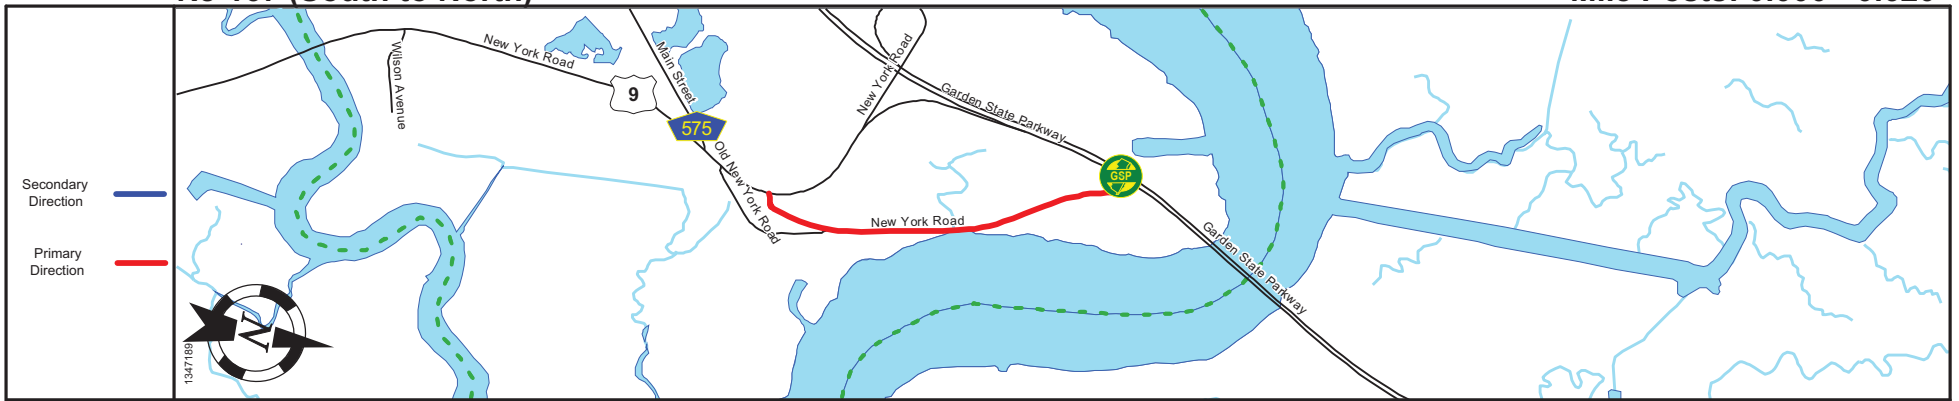 Secondary
Direction
Primary
Direction
New York Road
Wilson Avenue
9
Main Street
575
Old New York Road
New York Road
Garden State Parkway
GSP
New York Road
Garden State Parkway
N
1347189